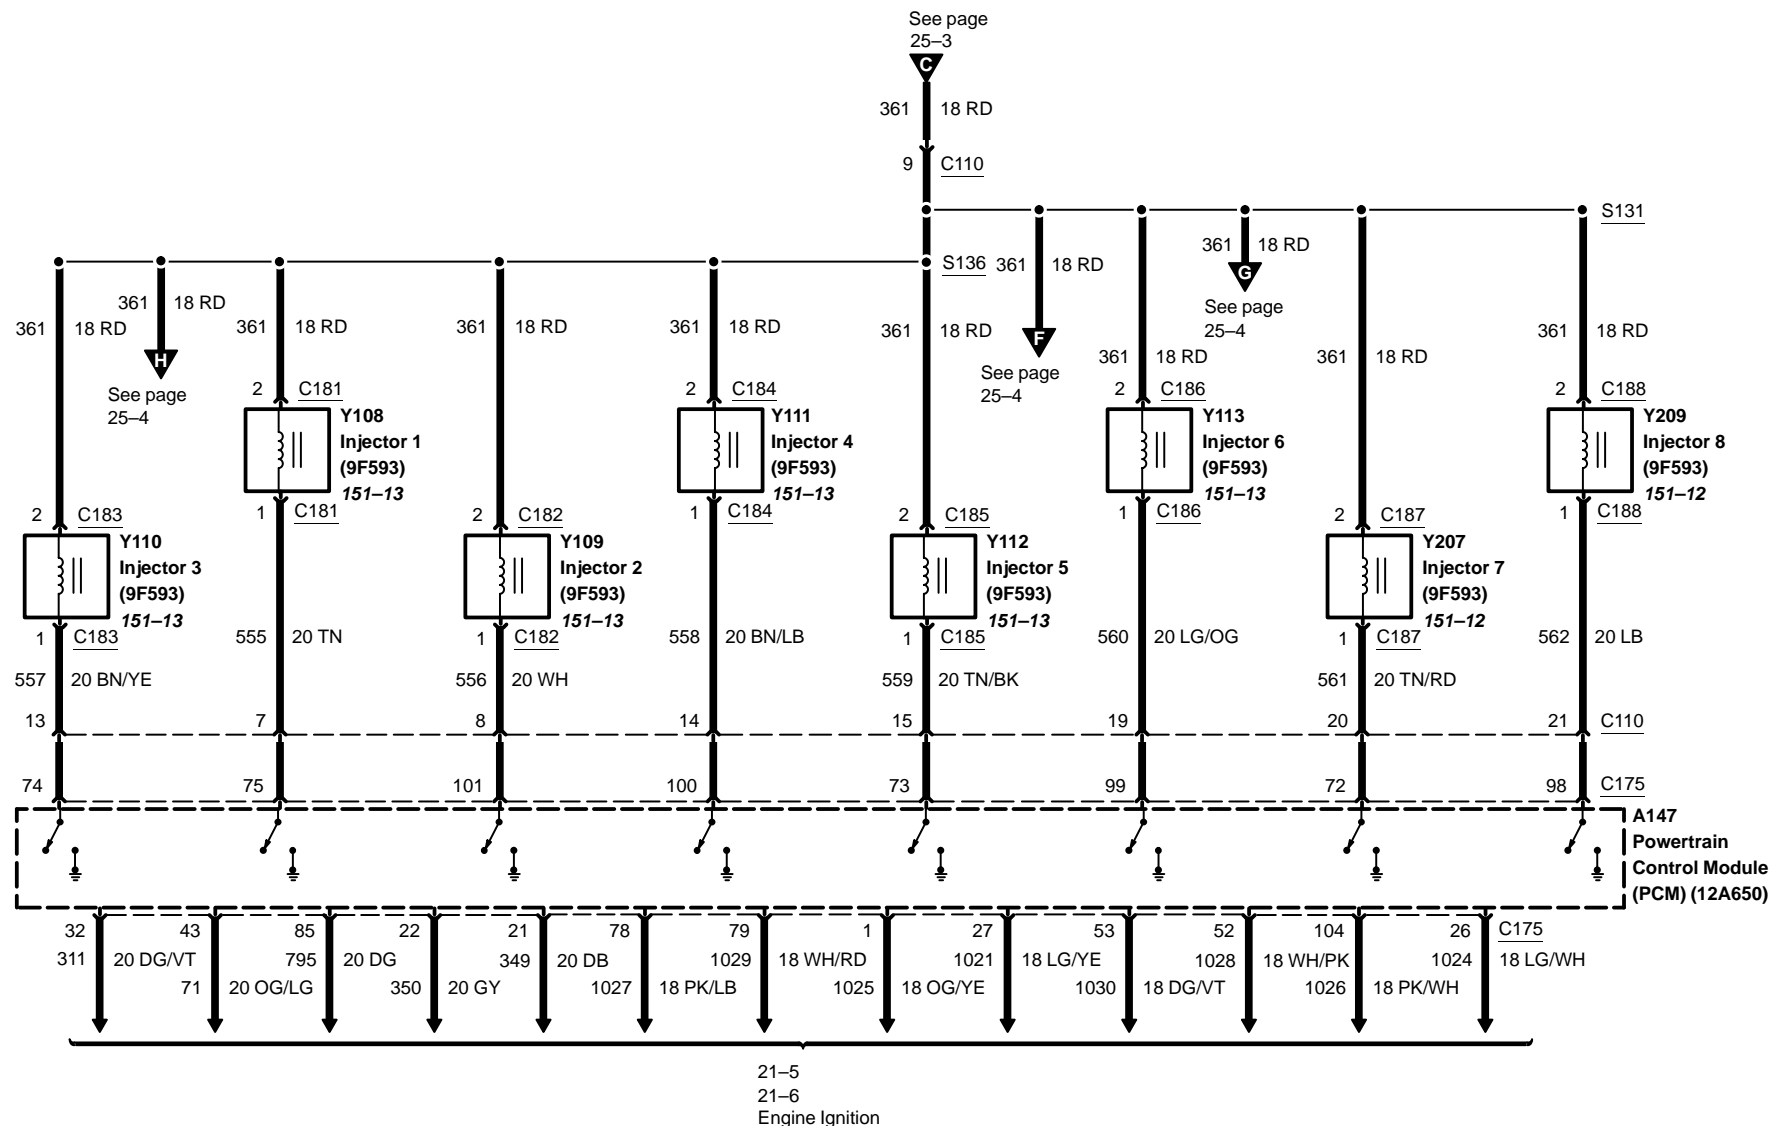 See page
25–3
C
361 18 RD
9 C110
S131
361 18 RD
G
See page
25–4
S136 361 18 RD
F
See page
25–4
361 18 RD
H
See page
25–4
361 18 RD
361 18 RD
361 18 RD
361 18 RD
361 18 RD
361 18 RD
361 18 RD
361 18 RD
2 C181
Y108
Injector 1
(9F593)
151–13
1 C181
2 C184
Y111
Injector 4
(9F593)
151–13
1 C184
2 C186
Y113
Injector 6
(9F593)
151–13
1 C186
2 C188
Y209
Injector 8
(9F593)
151–12
1 C188
2 C183
Y110
Injector 3
(9F593)
151–13
1 C183
2 C182
Y109
Injector 2
(9F593)
151–13
1 C182
2 C185
Y112
Injector 5
(9F593)
151–13
1 C185
2 C187
Y207
Injector 7
(9F593)
151–12
1 C187
555 20 TN
558 20 BN/LB
560 20 LG/OG
562 20 LB
557 20 BN/YE
556 20 WH
559 20 TN/BK
561 20 TN/RD
13 7 8 14 15 19 20 21 C110
74 75 101 100 73 99 72 98 C175
A147
Powertrain
Control Module
(PCM) (12A650)
32 43 85 22 21 78 79 1 27 53 52 104 26 C175
311 20 DG/VT 795 20 DG 349 20 DB 1029 18 WH/RD 1021 18 LG/YE 1028 18 WH/PK 1024 18 LG/WH
71 20 OG/LG 350 20 GY 1027 18 PK/LB 1025 18 OG/YE 1030 18 DG/VT 1026 18 PK/WH
21–5
21–6
Engine Ignition